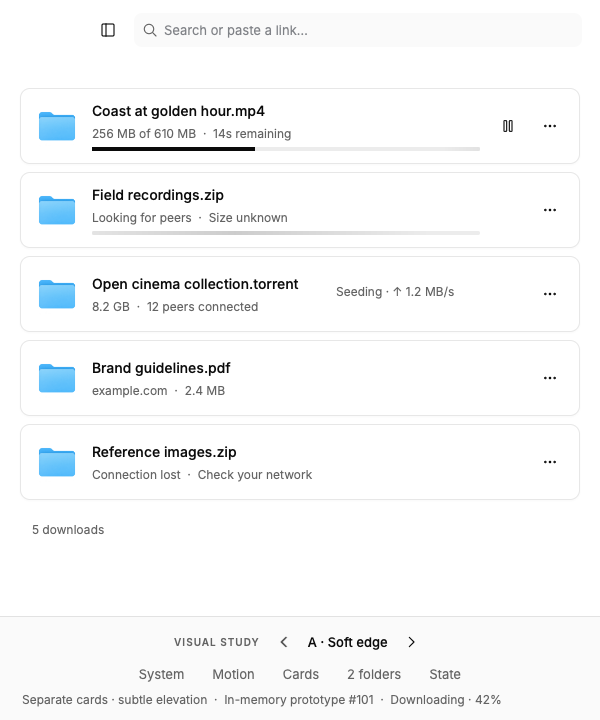 Search or paste a link...
Coast at golden hour.mp4
256 MB of 610 MB · 14s remaining
Field recordings.zip
Looking for peers · Size unknown
Open cinema collection.torrent
8.2 GB · 12 peers connected
Seeding · ↑ 1.2 MB/s
Brand guidelines.pdf
example.com · 2.4 MB
Reference images.zip
Connection lost · Check your network
5 downloads
VISUAL STUDY A · Soft edge
System Motion Cards 2 folders State
Separate cards · subtle elevation · In-memory prototype #101 · Downloading · 42%